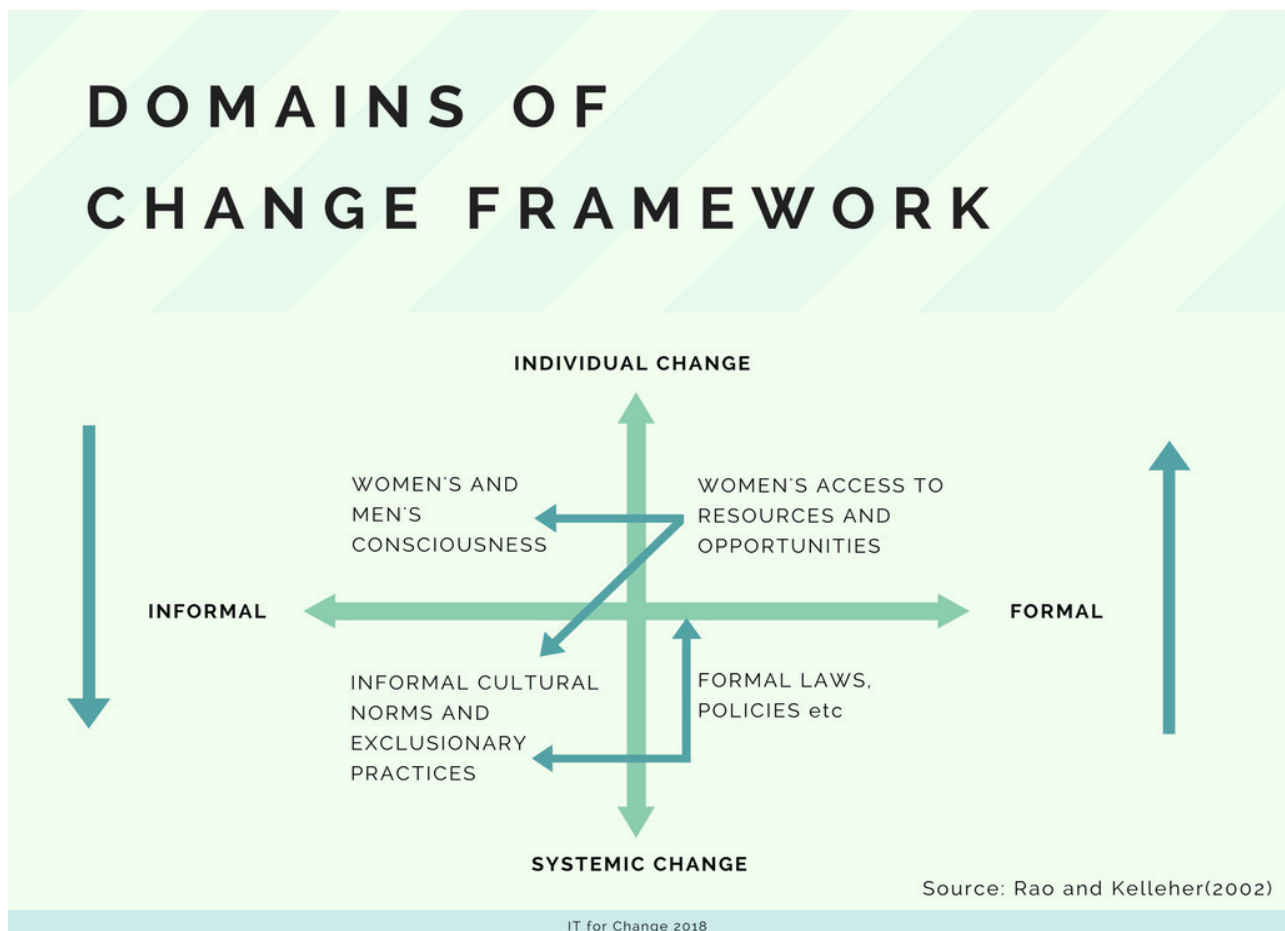 DOMAINS OF
CHANGE FRAMEWORK
INDIVIDUAL CHANGE
WOMEN'S AND
MEN'S
CONSCIOUSNESS
WOMEN'S ACCESS TO
RESOURCES AND
OPPORTUNITIES
INFORMAL
FORMAL
INFORMAL CULTURAL
NORMS AND
EXCLUSIONARY
PRACTICES
FORMAL LAWS,
POLICIES etc
SYSTEMIC CHANGE
Source: Rao and Kelleher(2002)
IT for Change 2018